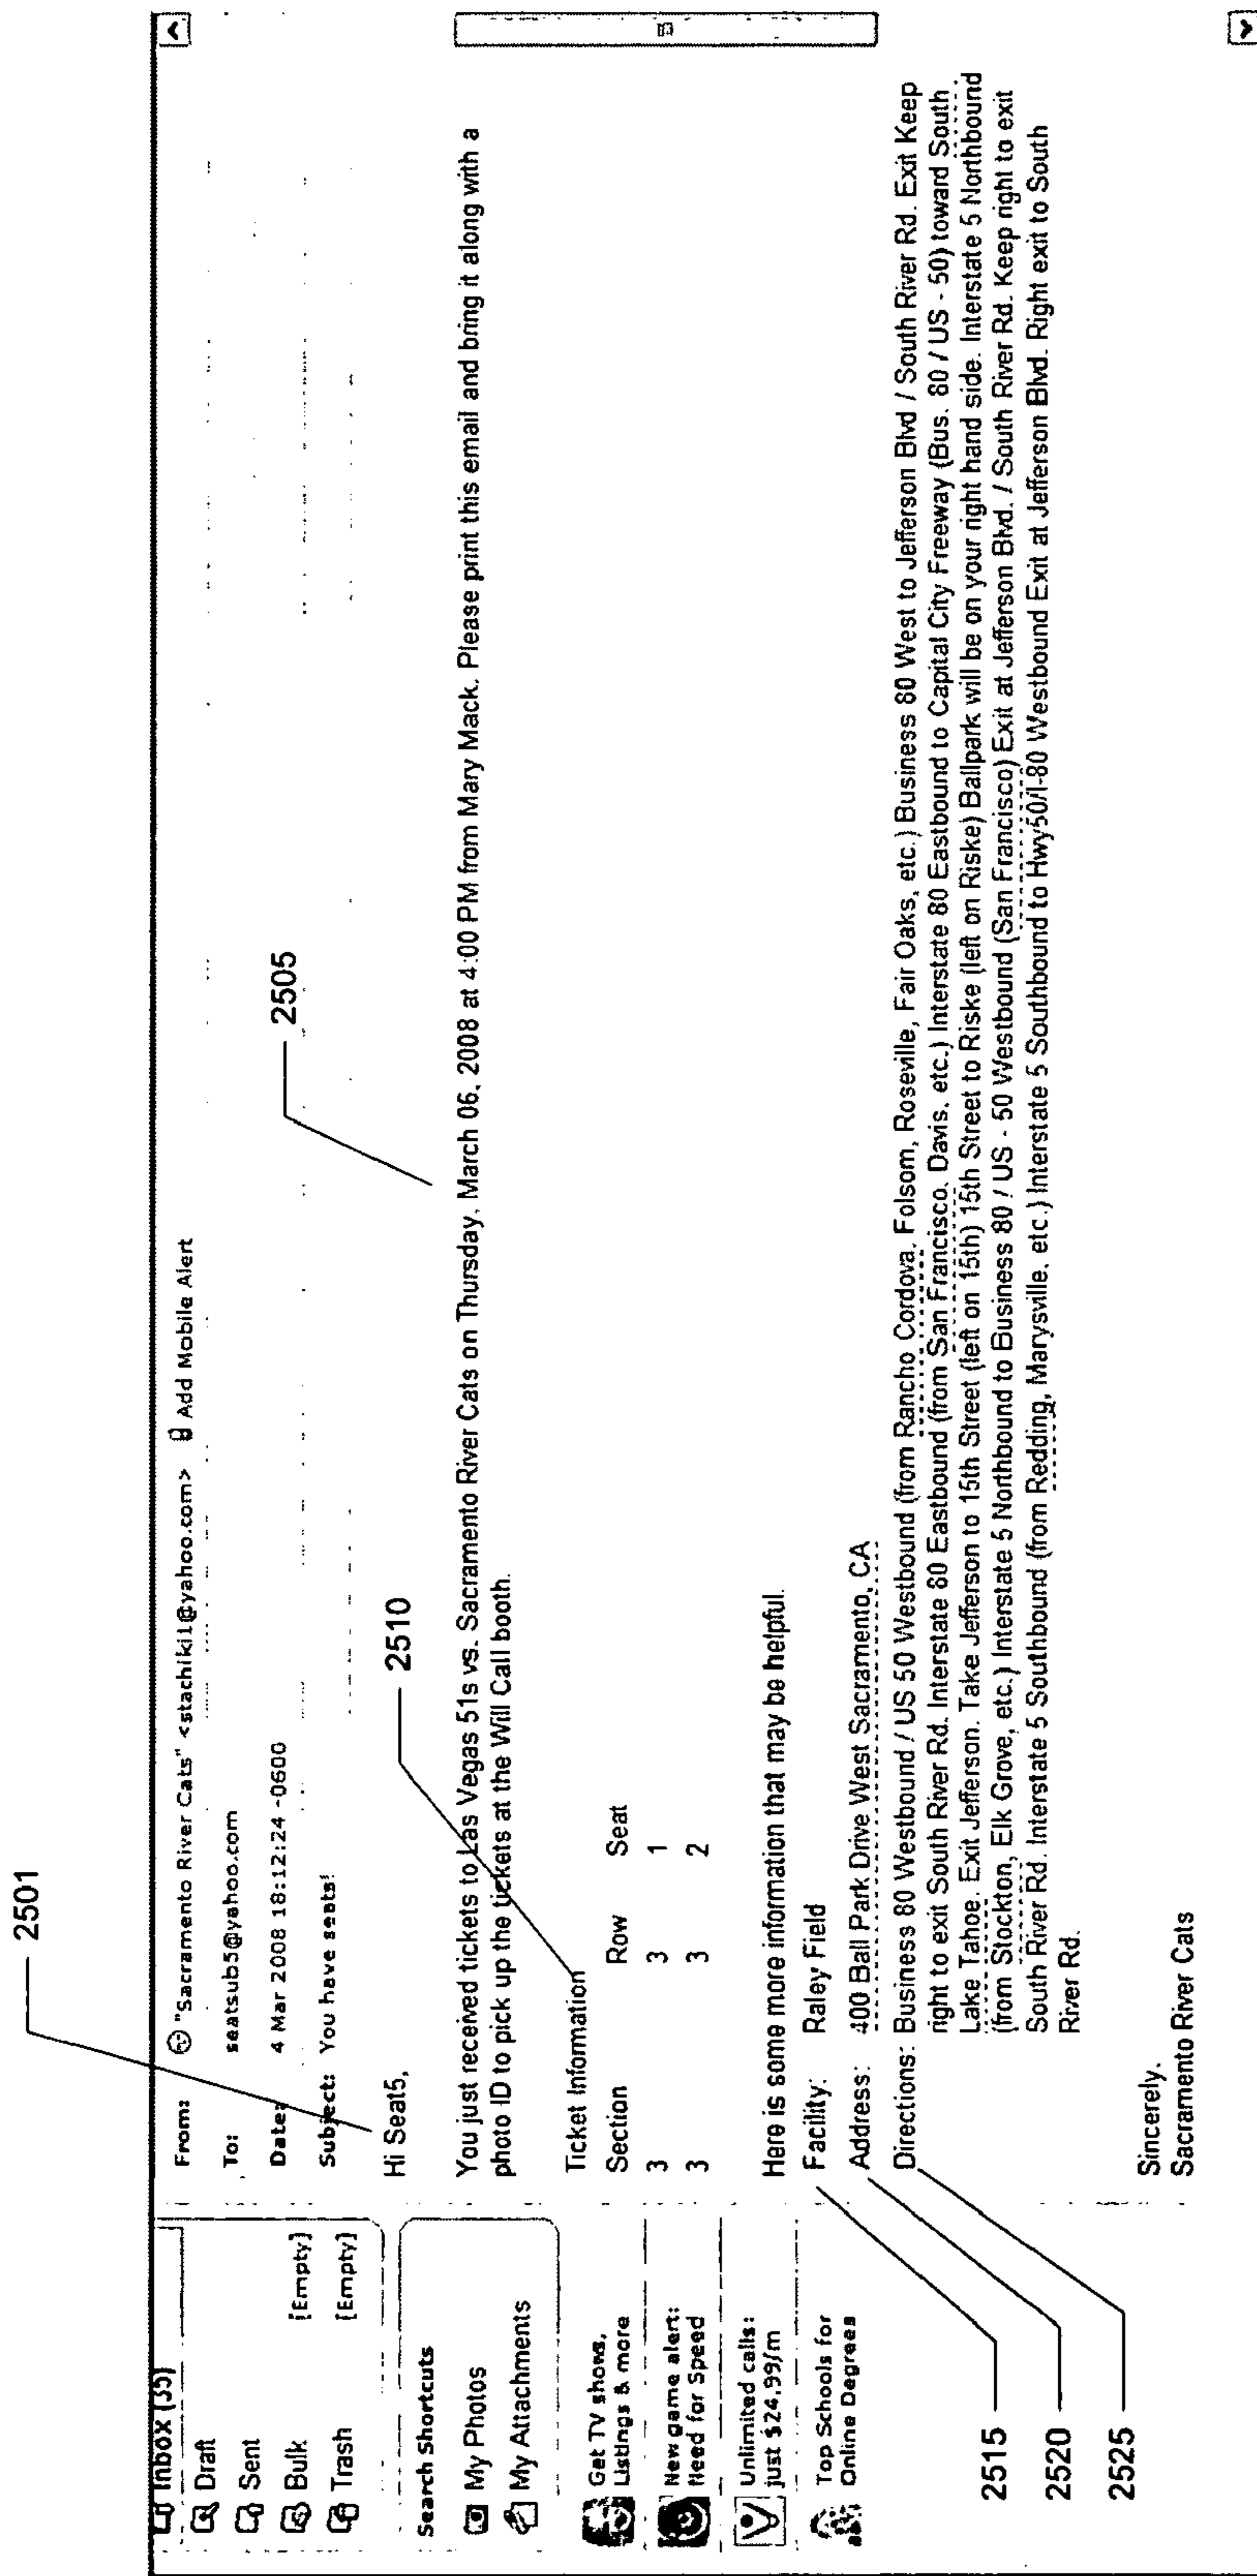 2501
Inbox (35)
Draft
Sent
Bulk [Empty]
Trash [Empty]
Search Shortcuts
My Photos
My Attachments
Get TV shows,
Listings & more
New game alert:
Need for Speed
Unlimited calls:
just $24.99/m
Top Schools for
Online Degrees
From: "Sacramento River Cats" <stachiki1@yahoo.com> Add Mobile Alert
To: seatsub5@yahoo.com
Date: 4 Mar 2008 18:12:24 -0600
Subject: You have seats!
Hi Seat5,
2510
2505
You just received tickets to Las Vegas 51s vs. Sacramento River Cats on Thursday, March 06, 2008 at 4:00 PM from Mary Mack. Please print this email and bring it along with a
photo ID to pick up the tickets at the Will Call booth.
Ticket Information
Section Row Seat
3 3 1
3 3 2
Here is some more information that may be helpful.
Facility: Raley Field
Address: 400 Ball Park Drive West Sacramento, CA
Directions: Business 80 Westbound / US 50 Westbound (from Rancho Cordova, Folsom, Roseville, Fair Oaks, etc.) Business 80 West to Jefferson Blvd / South River Rd. Exit Keep
right to exit South River Rd. Interstate 80 Eastbound (from San Francisco, Davis, etc.) Interstate 80 Eastbound to Capital City Freeway (Bus. 80 / US - 50) toward South
Lake Tahoe. Exit Jefferson. Take Jefferson to 15th Street (left on 15th) 15th Street to Riske (left on Riske) Ballpark will be on your right hand side. Interstate 5 Northbound
(from Stockton, Elk Grove, etc.) Interstate 5 Northbound to Business 80 / US - 50 Westbound (San Francisco) Exit at Jefferson Blvd. / South River Rd. Keep right to exit
South River Rd. Interstate 5 Southbound (from Redding, Marysville, etc.) Interstate 5 Southbound to Hwy50/I-80 Westbound Exit at Jefferson Blvd. Right exit to South
River Rd.
Sincerely,
Sacramento River Cats
2515
2520
2525